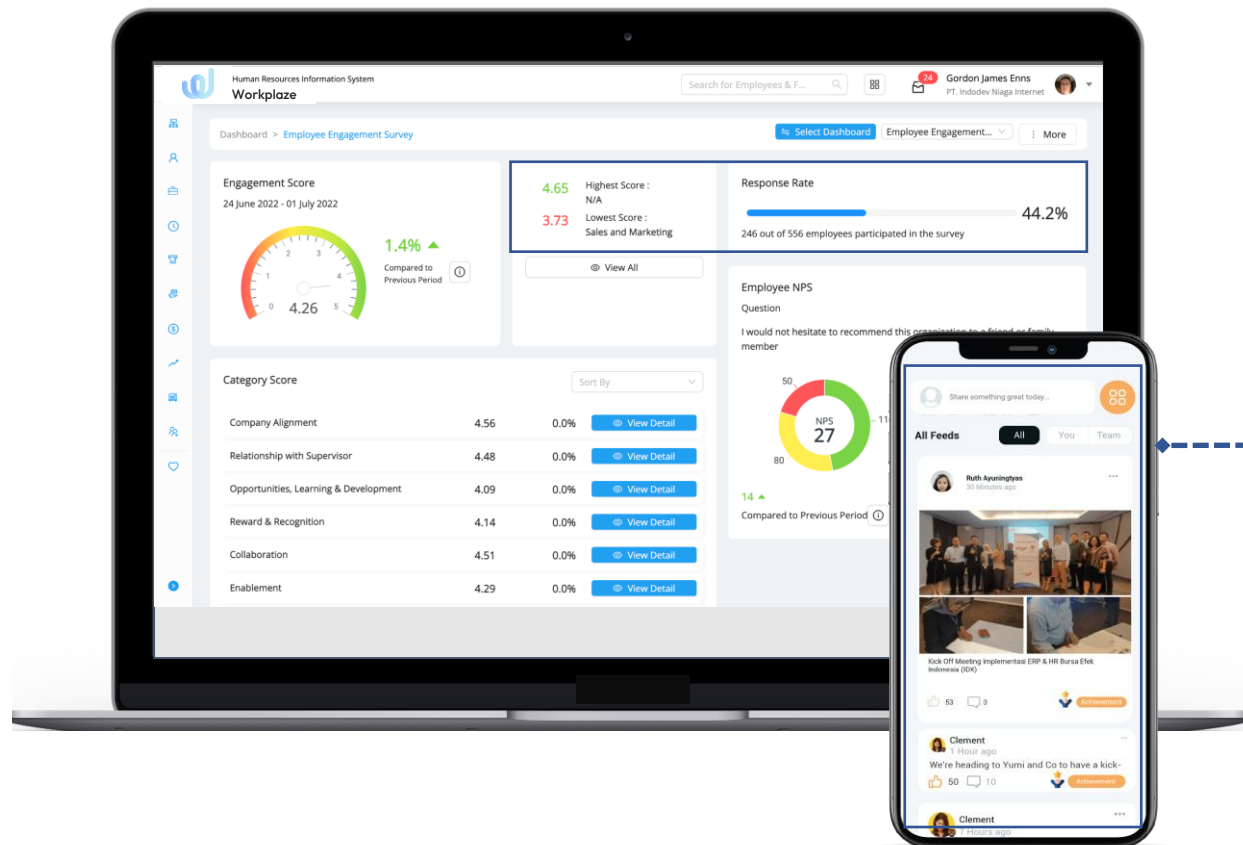 Human Resources Information System
Workplaze
Search for Employees & F...
24
Gordon James Enns
PT. Indodev Niaga Internet
Dashboard > Employee Engagement Survey
Select Dashboard
Employee Engagement...
More
Engagement Score
24 June 2022 - 01 July 2022
0
1
2
3
4
5
4.26
1.4%
Compared to
Previous Period
4.65
Highest Score :
N/A
3.73
Lowest Score :
Sales and Marketing
View All
Response Rate
44.2%
246 out of 556 employees participated in the survey
Employee NPS
Question
I would not hesitate to recommend this organization to a friend or family
member
50
11
80
NPS
27
14
Compared to Previous Period
Category Score
Sort By
Company Alignment 4.56 0.0% View Detail
Relationship with Supervisor 4.48 0.0% View Detail
Opportunities, Learning & Development 4.09 0.0% View Detail
Reward & Recognition 4.14 0.0% View Detail
Collaboration 4.51 0.0% View Detail
Enablement 4.29 0.0% View Detail
Share something great today...
All Feeds
All
You
Team
Ruth Ayuningtyas
30 Minutes ago
Kick Off Meeting Implementasi ERP & HR Bursa Efek
Indonesia (IDX)
53
Achievement
Clement
1 Hour ago
We're heading to Yumi and Co to have a kick-
50
10
Achievement
Clement
7 Hours ago